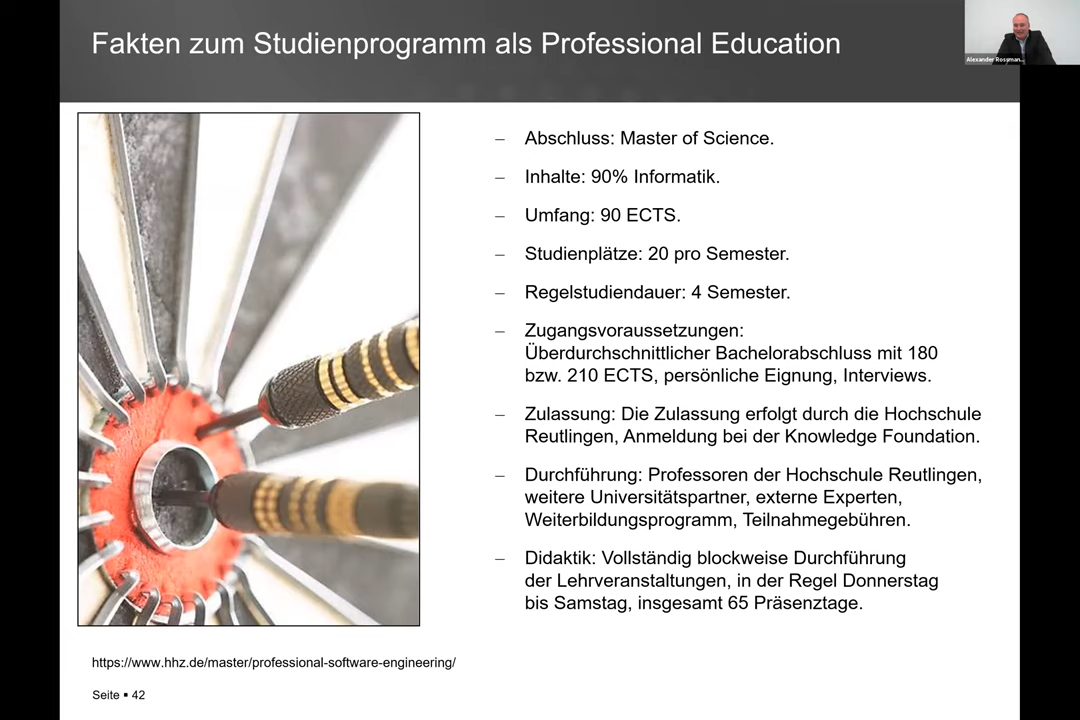 Fakten zum Studienprogramm als Professional Education
Alexander Rossman...
– Abschluss: Master of Science.
– Inhalte: 90% Informatik.
– Umfang: 90 ECTS.
– Studienplätze: 20 pro Semester.
– Regelstudiendauer: 4 Semester.
– Zugangsvoraussetzungen:
Überdurchschnittlicher Bachelorabschluss mit 180
bzw. 210 ECTS, persönliche Eignung, Interviews.
– Zulassung: Die Zulassung erfolgt durch die Hochschule
Reutlingen, Anmeldung bei der Knowledge Foundation.
– Durchführung: Professoren der Hochschule Reutlingen,
weitere Universitätspartner, externe Experten,
Weiterbildungsprogramm, Teilnahmegebühren.
– Didaktik: Vollständig blockweise Durchführung
der Lehrveranstaltungen, in der Regel Donnerstag
bis Samstag, insgesamt 65 Präsenztage.
https://www.hhz.de/master/professional-software-engineering/
Seite ▪ 42